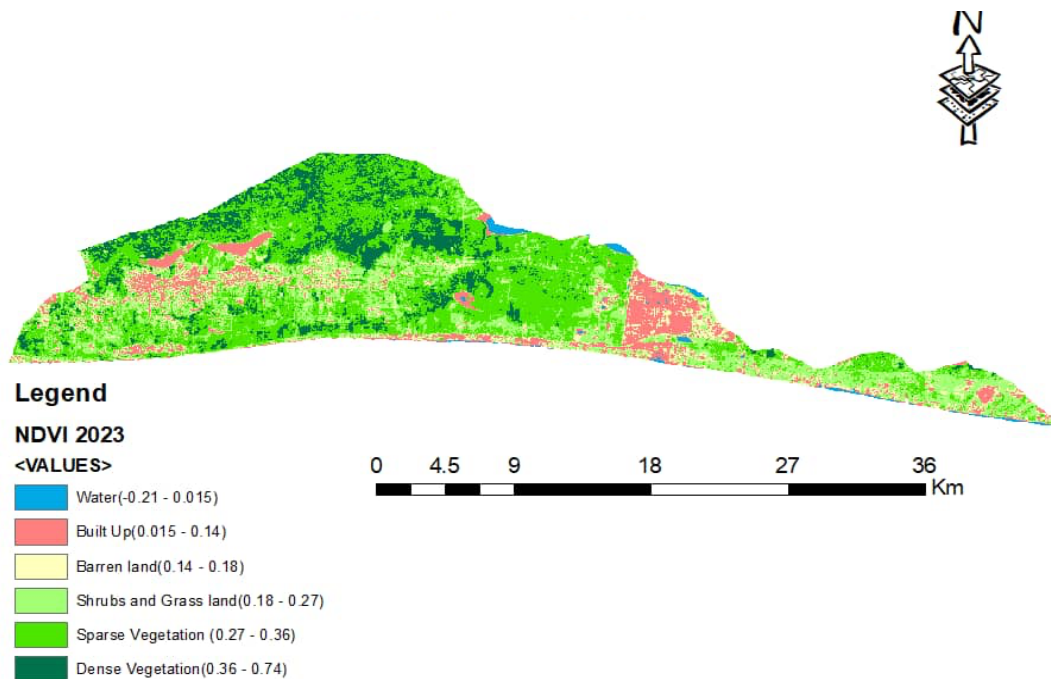 N
Legend
NDVI 2023
<VALUES>
Water(-0.21 - 0.015)
Built Up(0.015 - 0.14)
Barren land(0.14 - 0.18)
Shrubs and Grass land(0.18 - 0.27)
Sparse Vegetation (0.27 - 0.36)
Dense Vegetation(0.36 - 0.74)
0 4.5 9 18 27 36
Km